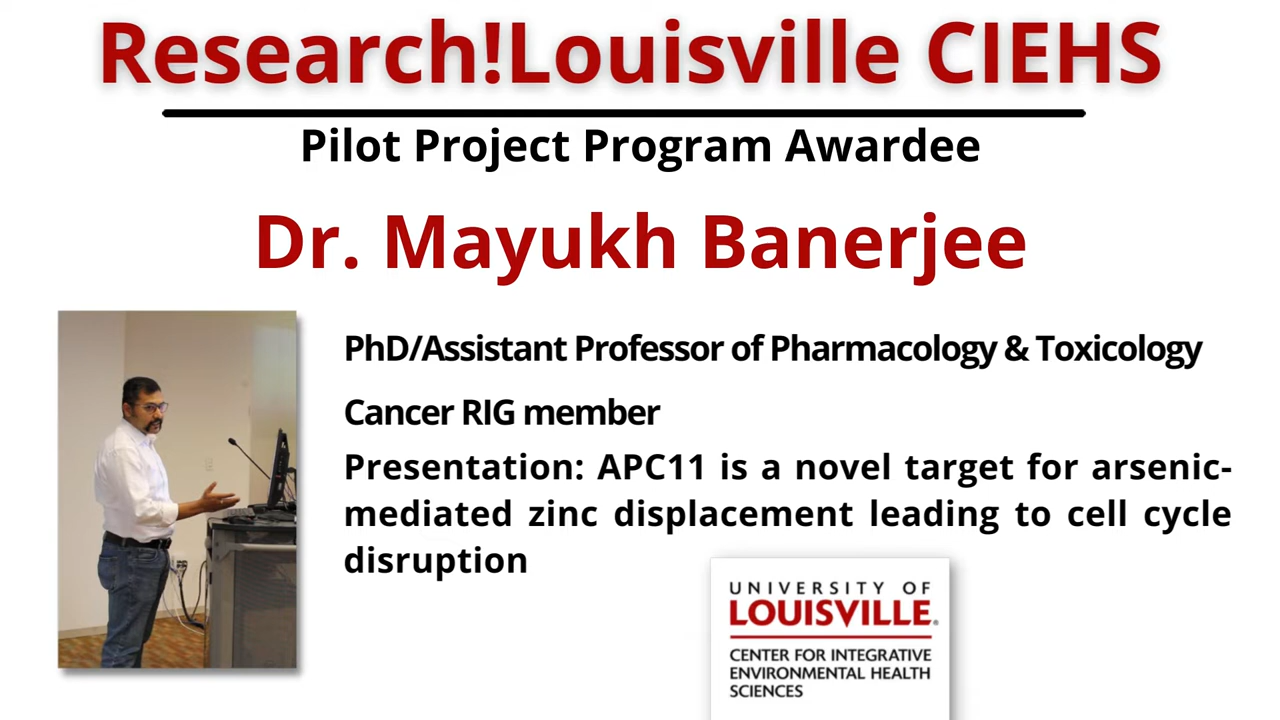 Research!Louisville CIEHS
Pilot Project Program Awardee
Dr. Mayukh Banerjee
PhD/Assistant Professor of Pharmacology & Toxicology
Cancer RIG member
Presentation: APC11 is a novel target for arsenic-
mediated zinc displacement leading to cell cycle
disruption
UNIVERSITY OF
LOUISVILLE®
CENTER FOR INTEGRATIVE
ENVIRONMENTAL HEALTH
SCIENCES